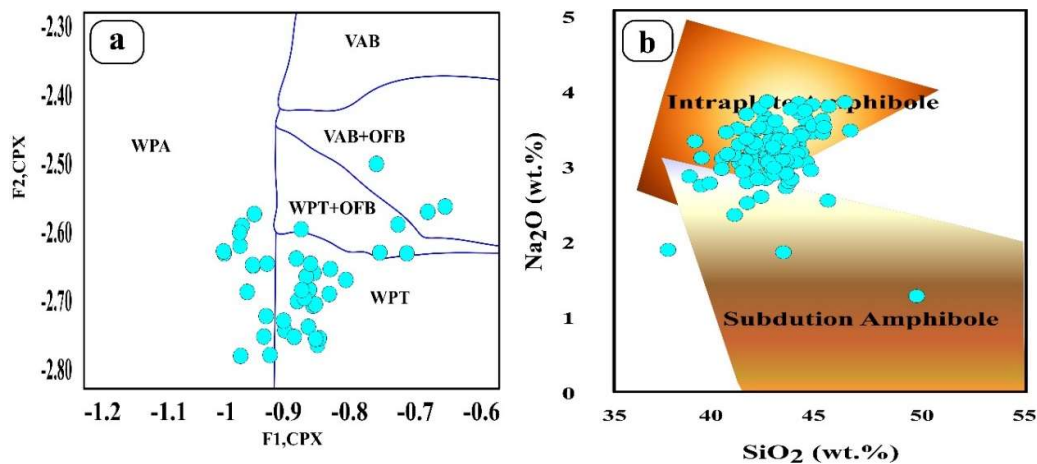 a
-2.30
-2.40
-2.50
-2.60
-2.70
-2.80
F2,CPX
VAB
WPA
VAB+OFB
WPT+OFB
WPT
-1.2 -1.1 -1 -0.9 -0.8 -0.7 -0.6
F1,CPX
b
5
4
3
2
1
0
Na2O (wt.%)
Intraplate Amphibole
Subdution Amphibole
35 40 45 50 55
SiO2 (wt.%)